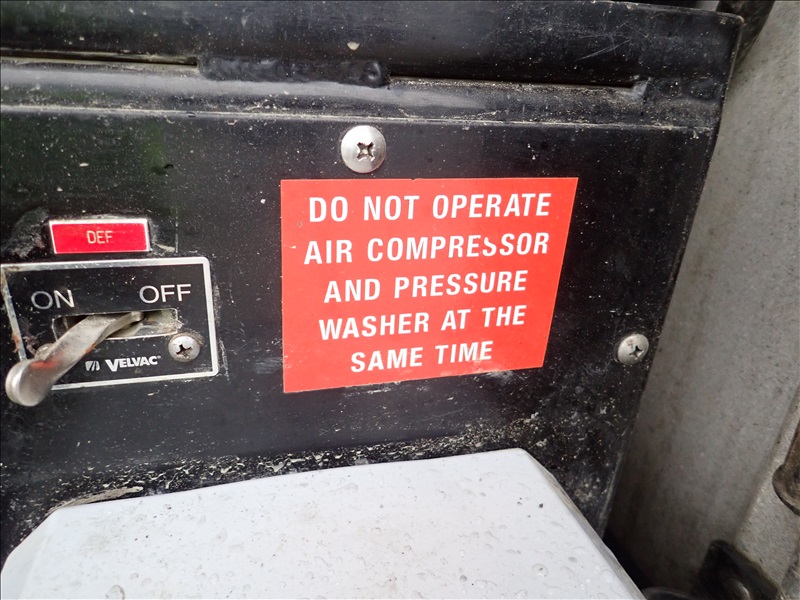 DO NOT OPERATE
AIR COMPRESSOR
AND PRESSURE
WASHER AT THE
SAME TIME
DEF
ON OFF
VELVAC